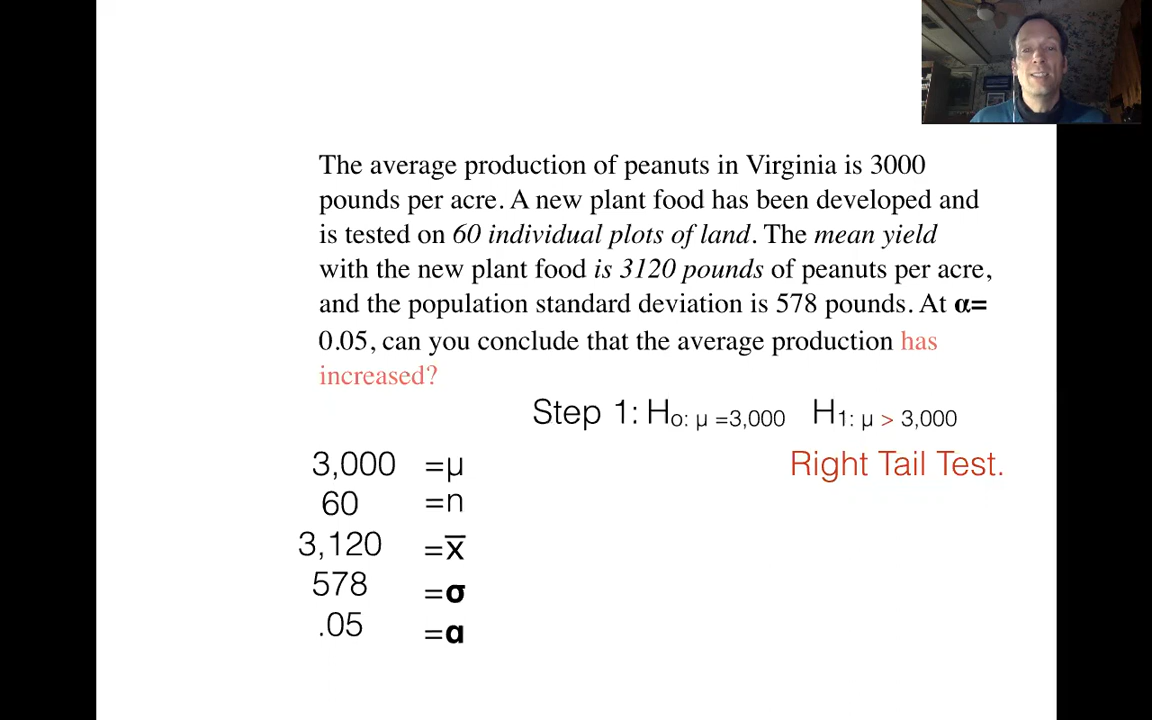 The average production of peanuts in Virginia is 3000
pounds per acre. A new plant food has been developed and
is tested on 60 individual plots of land. The mean yield
with the new plant food is 3120 pounds of peanuts per acre,
and the population standard deviation is 578 pounds. At α=
0.05, can you conclude that the average production has
increased?
Step 1: Ho: μ =3,000 H1: μ > 3,000
Right Tail Test.
3,000 =μ
60 =n
3,120 =x̅
578 =σ
.05 =α